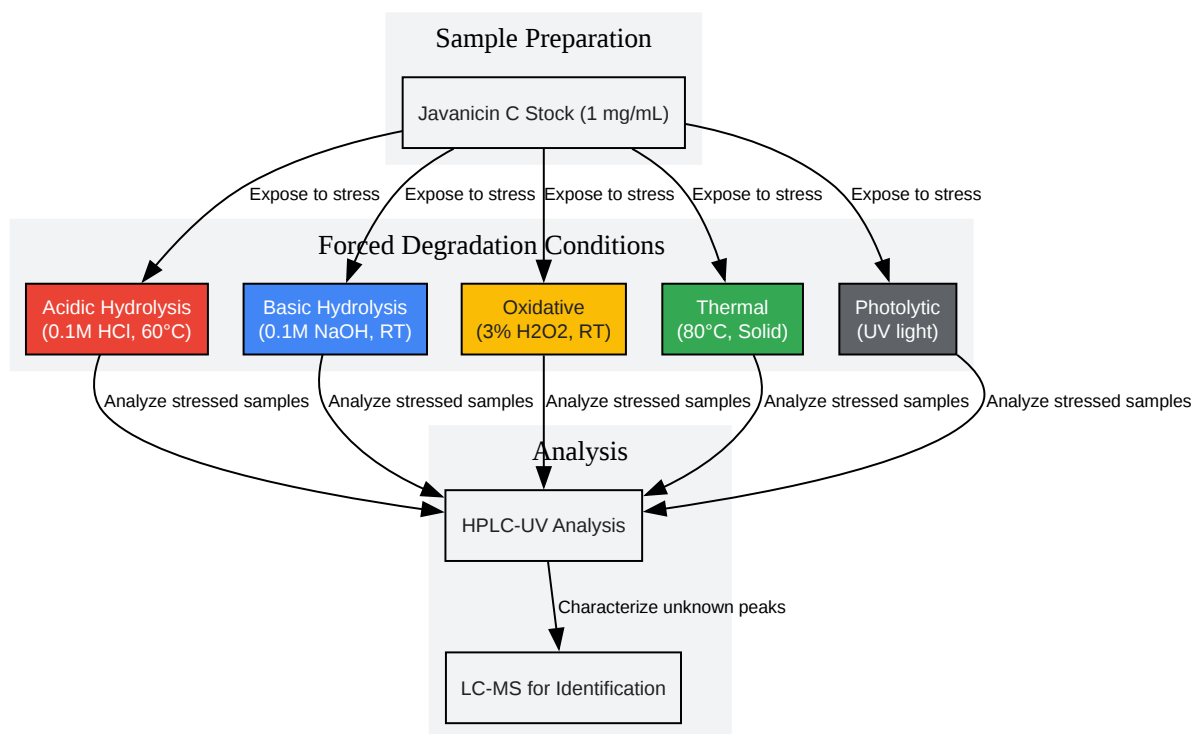 Sample Preparation
Javanicin C Stock (1 mg/mL)
Expose to stress
Expose to stress
Expose to stress
Expose to stress
Expose to stress
Forced Degradation Conditions
Acidic Hydrolysis
(0.1M HCl, 60°C)
Basic Hydrolysis
(0.1M NaOH, RT)
Oxidative
(3% H2O2, RT)
Thermal
(80°C, Solid)
Photolytic
(UV light)
Analyze stressed samples
Analyze stressed samples
Analyze stressed samples
Analyze stressed samples
Analyze stressed samples
Analysis
HPLC-UV Analysis
Characterize unknown peaks
LC-MS for Identification